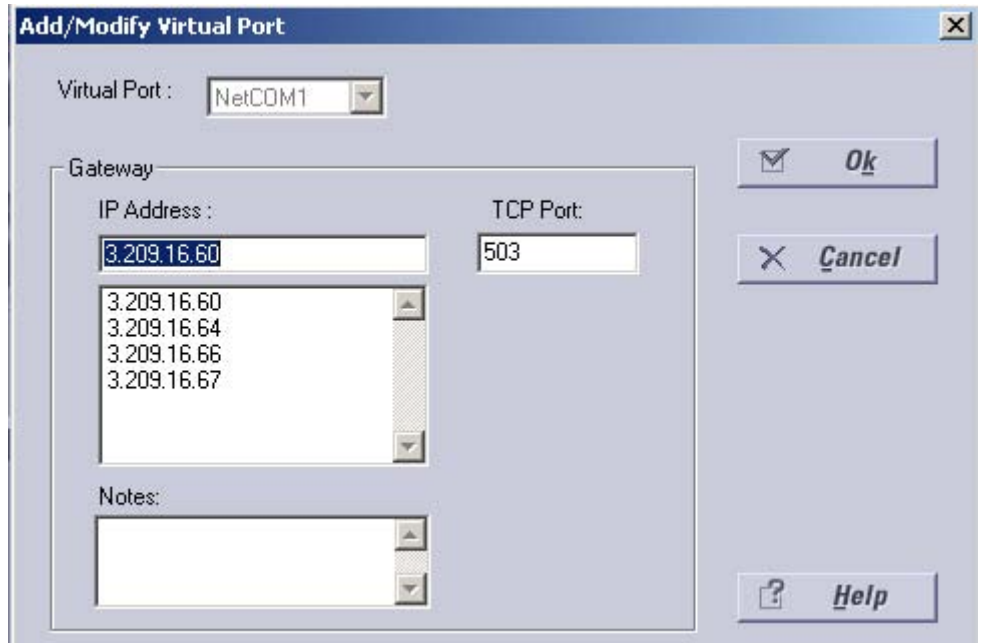 Add/Modify Virtual Port
Virtual Port :
NetCOM1
Ok
Gateway
IP Address :
TCP Port:
3.209.16.60
503
Cancel
3.209.16.60
3.209.16.64
3.209.16.66
3.209.16.67
Notes:
Help